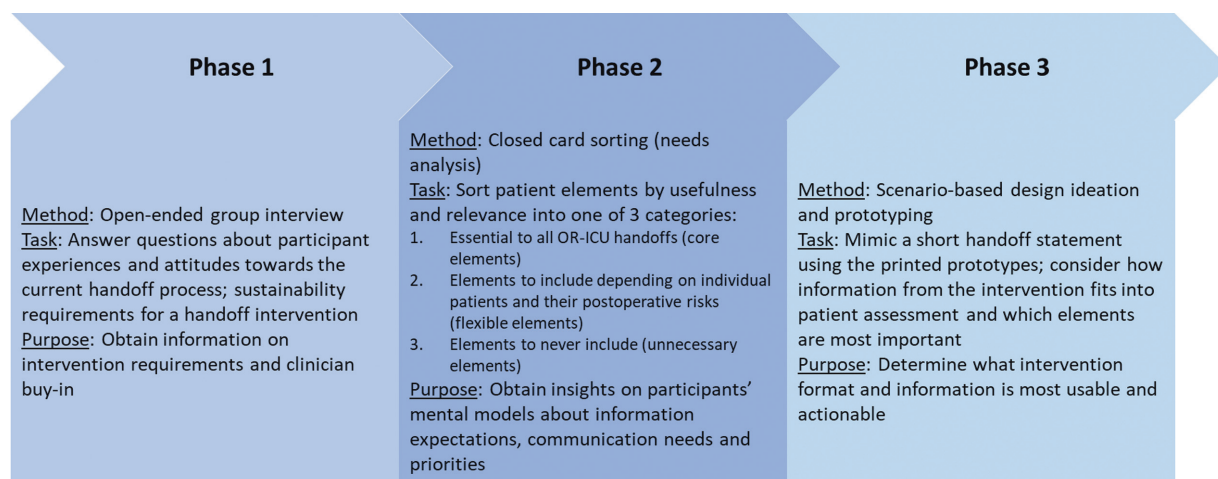 Phase 1
Method: Open-ended group interview
Task: Answer questions about participant
experiences and attitudes towards the
current handoff process; sustainability
requirements for a handoff intervention
Purpose: Obtain information on
intervention requirements and clinician
buy-in
Phase 2
Method: Closed card sorting (needs
analysis)
Task: Sort patient elements by usefulness
and relevance into one of 3 categories:
1. Essential to all OR-ICU handoffs (core
elements)
2. Elements to include depending on individual
patients and their postoperative risks
(flexible elements)
3. Elements to never include (unnecessary
elements)
Purpose: Obtain insights on participants’
mental models about information
expectations, communication needs and
priorities
Phase 3
Method: Scenario-based design ideation
and prototyping
Task: Mimic a short handoff statement
using the printed prototypes; consider how
information from the intervention fits into
patient assessment and which elements
are most important
Purpose: Determine what intervention
format and information is most usable and
actionable